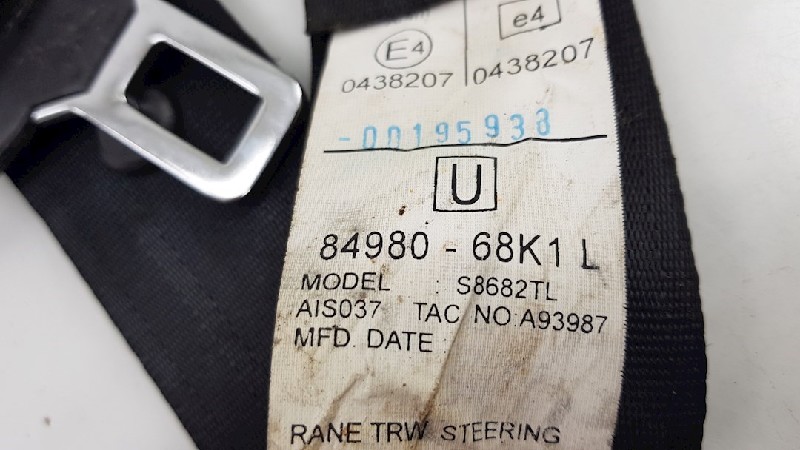 E4 e4
0438207 0438207
-00195938
U
84980 - 68K1 L
MODEL : S8682TL
AIS037 TAC NO A93987
MFD. DATE
RANE TRW STEERING